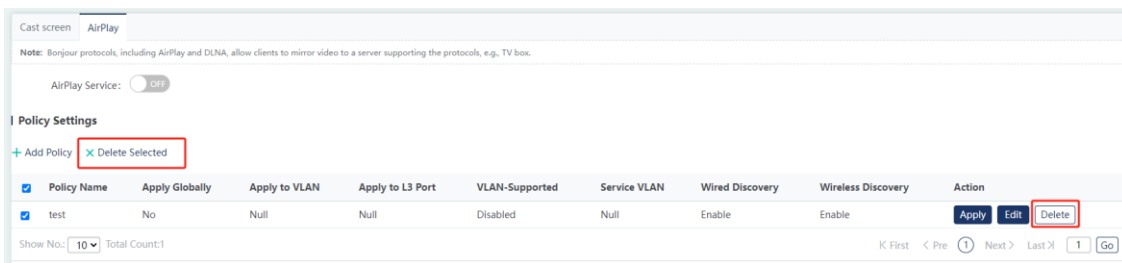 Cast screen AirPlay
Note: Bonjour protocols, including AirPlay and DLNA, allow clients to mirror video to a server supporting the protocols, e.g., TV box.
AirPlay Service: OFF
Policy Settings
+ Add Policy × Delete Selected
Policy Name Apply Globally Apply to VLAN Apply to L3 Port VLAN-Supported Service VLAN Wired Discovery Wireless Discovery Action
test No Null Null Disabled Null Enable Enable Apply Edit Delete
Show No.: 10 Total Count:1 K First < Pre 1 Next > Last > 1 Go